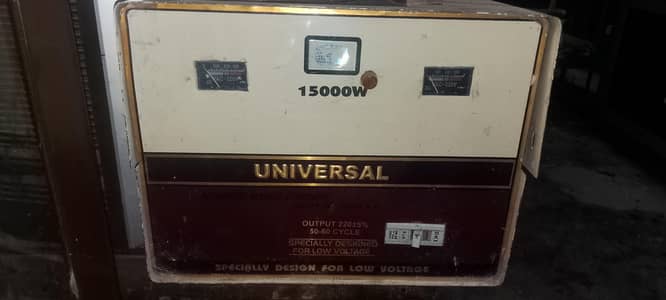 15000W
UNIVERSAL
OUTPUT 220±5%
50-60 CYCLE
SPECIALLY DESIGNED
FOR LOW VOLTAGE
SPECIALLY DESIGN FOR LOW VOLTAGE